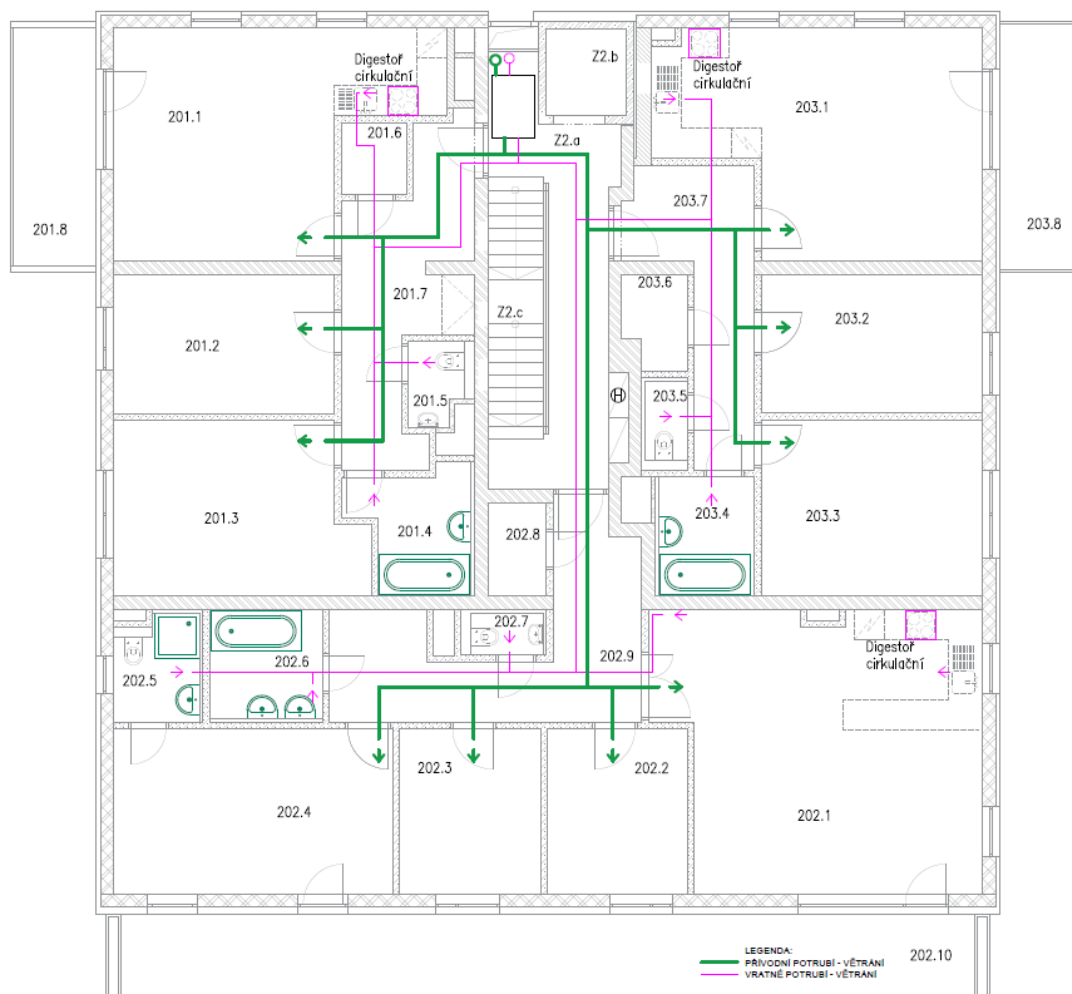 Digestoř
cirkulační
Z2.b
Digestoř
cirkulační
201.1
203.1
201.6
Z2.a
203.7
201.8
203.8
201.7
203.6
Z2.c
201.2
203.2
201.5
H
203.5
201.3
201.4
202.8
203.4
203.3
202.7
202.5
202.6
202.9
Digestoř
cirkulační
202.3
202.2
202.4
202.1
LEGENDA:
PŘÍVODNÍ POTRUBÍ - VĚTRÁNÍ
VRATNÉ POTRUBÍ - VĚTRÁNÍ
202.10